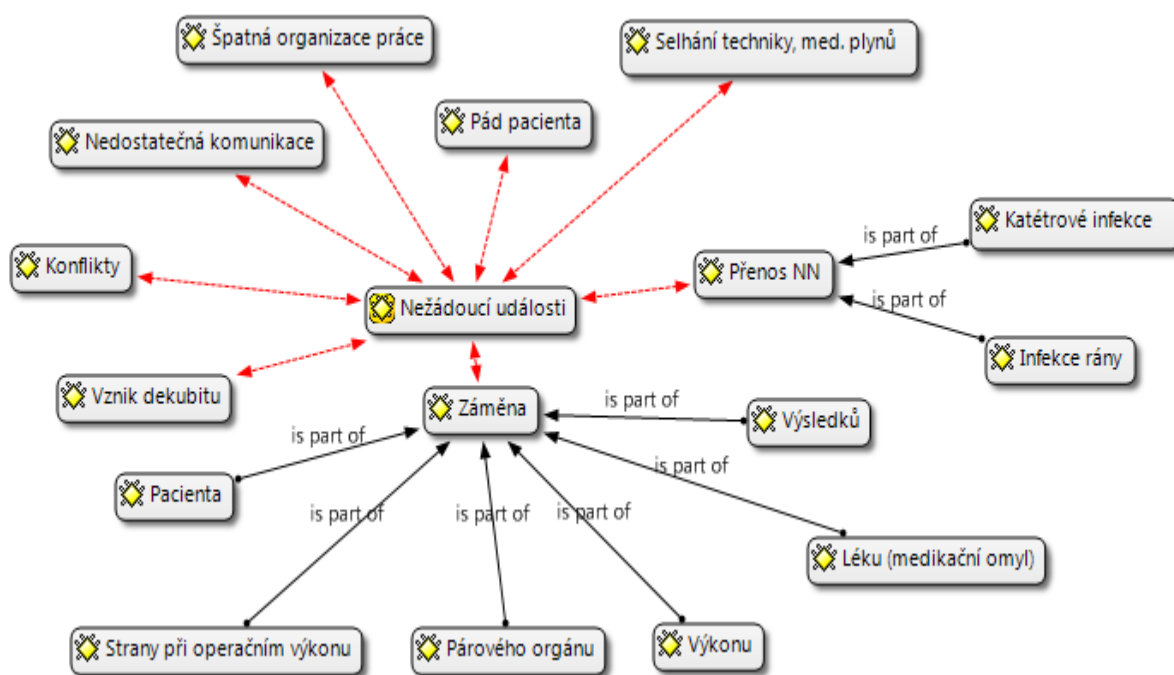 Špatná organizace práce
Selhání techniky, med. plynů
Pád pacienta
Nedostatečná komunikace
Katétrové infekce
is part of
Konflikty
Přenos NN
is part of
Nežádoucí události
Infekce rány
Vznik dekubitu
Záměna
is part of
Výsledků
is part of
is part of
Pacienta
is part of
is part of
is part of
Léku (medikační omyl)
Strany při operačním výkonu
Párového orgánu
Výkonu